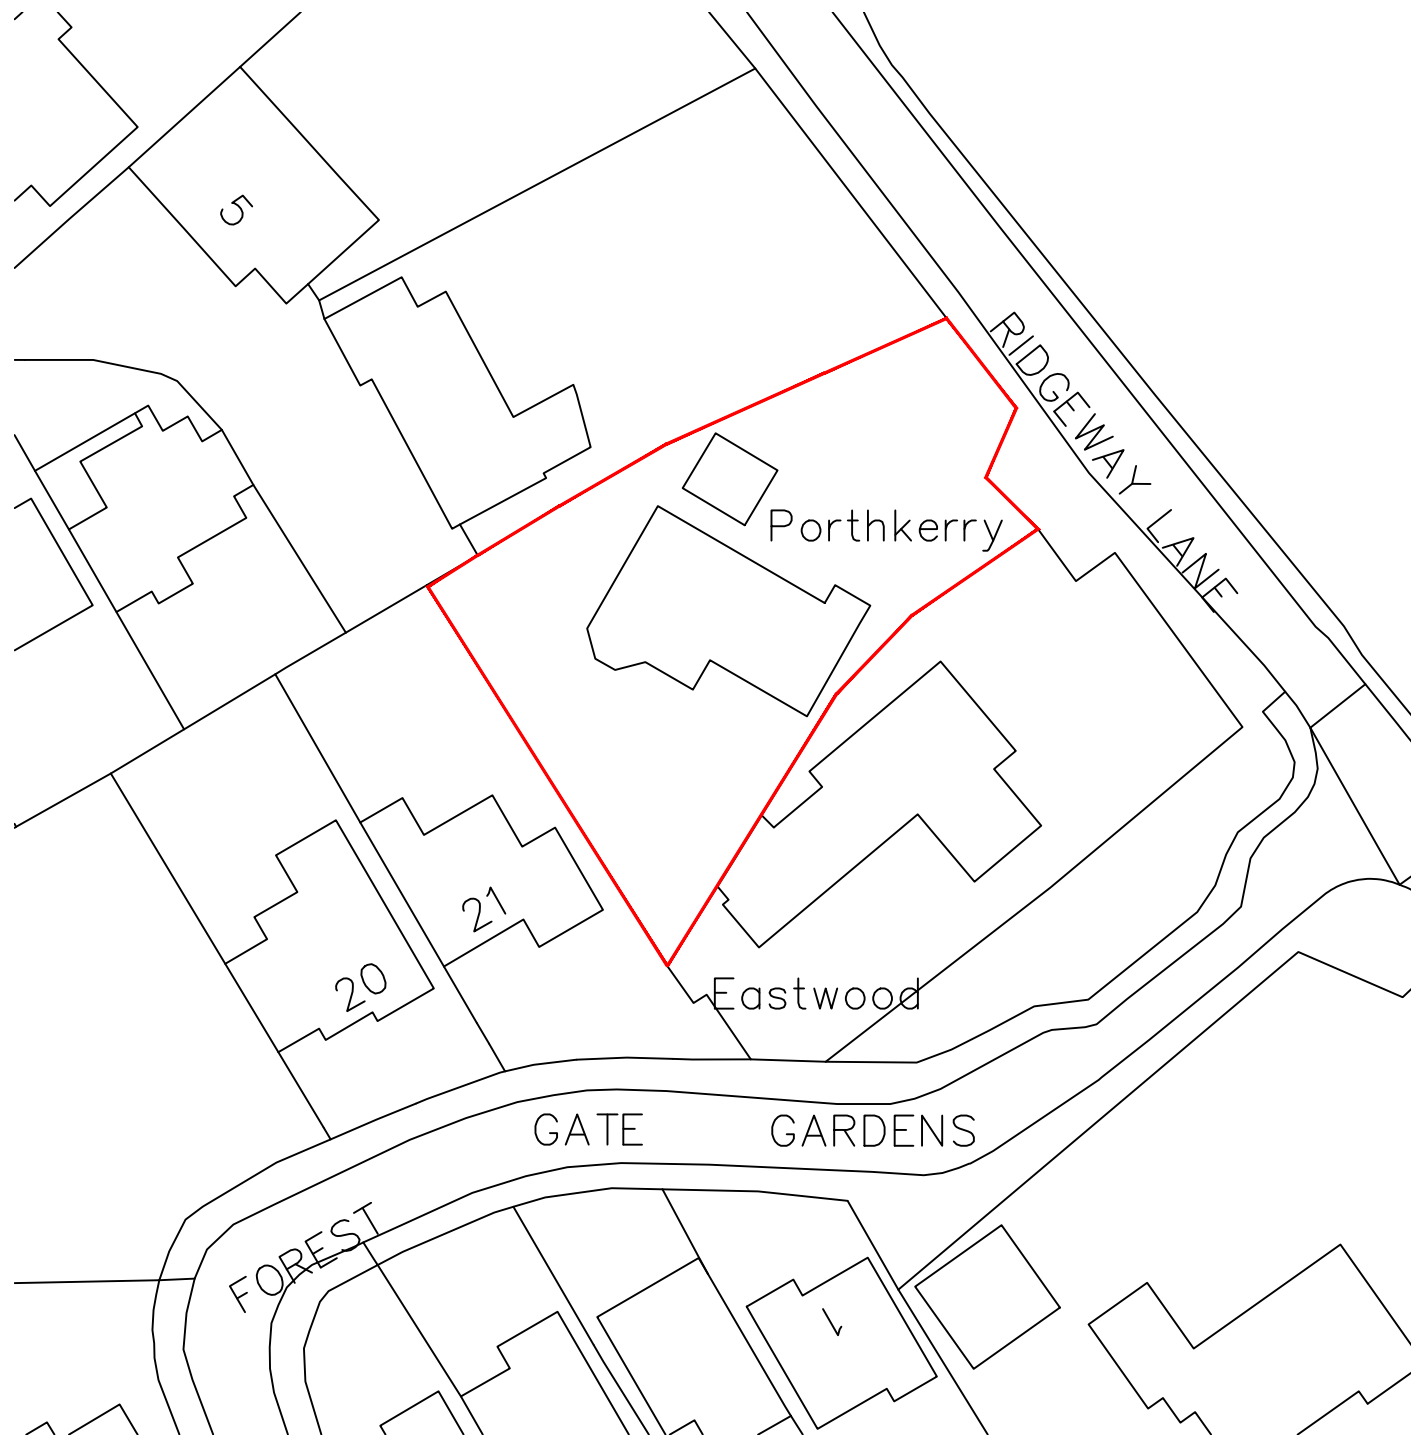 5
RIDGEWAY LANE
Porthkerry
21
20
Eastwood
FOREST GATE GARDENS
1